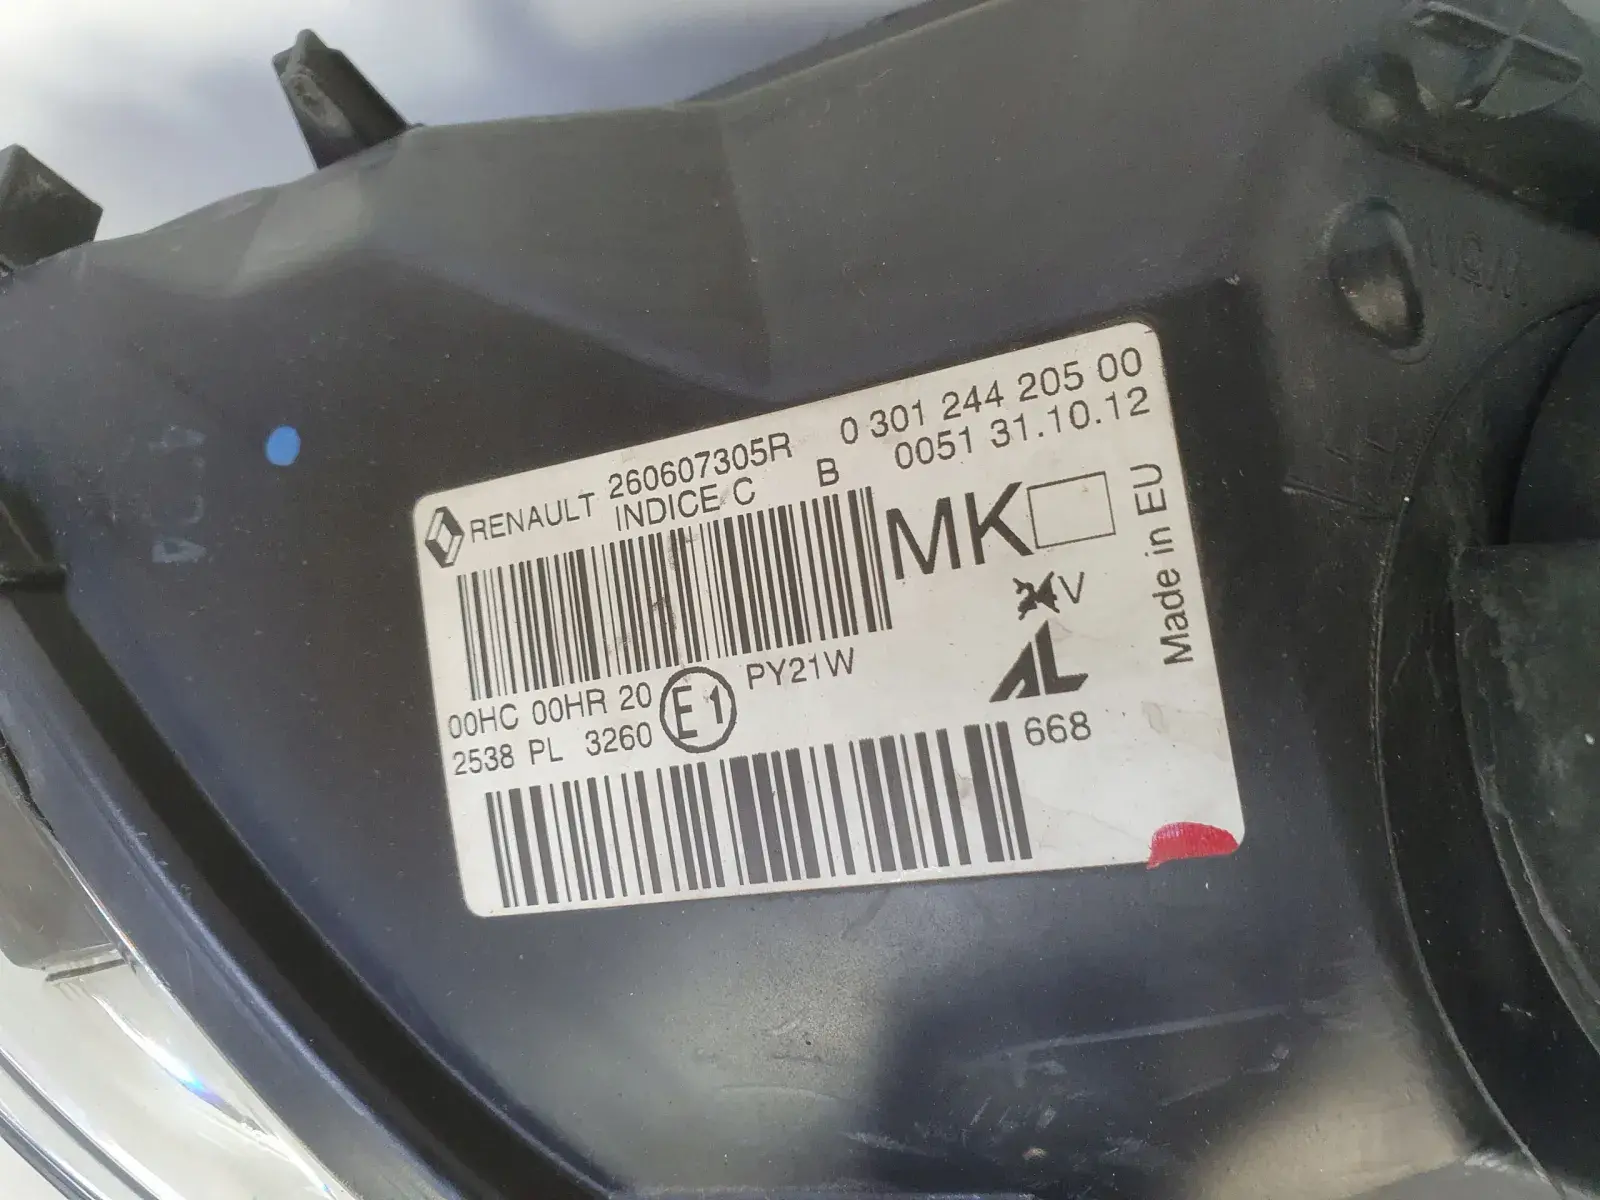 RENAULT 260607305R 0 301 244 205 00
INDICE C B 0051 31.10.12
MK
V
Made in EU
00HC 00HR 20 E1 PY21W
2538 PL 3260
AL
668